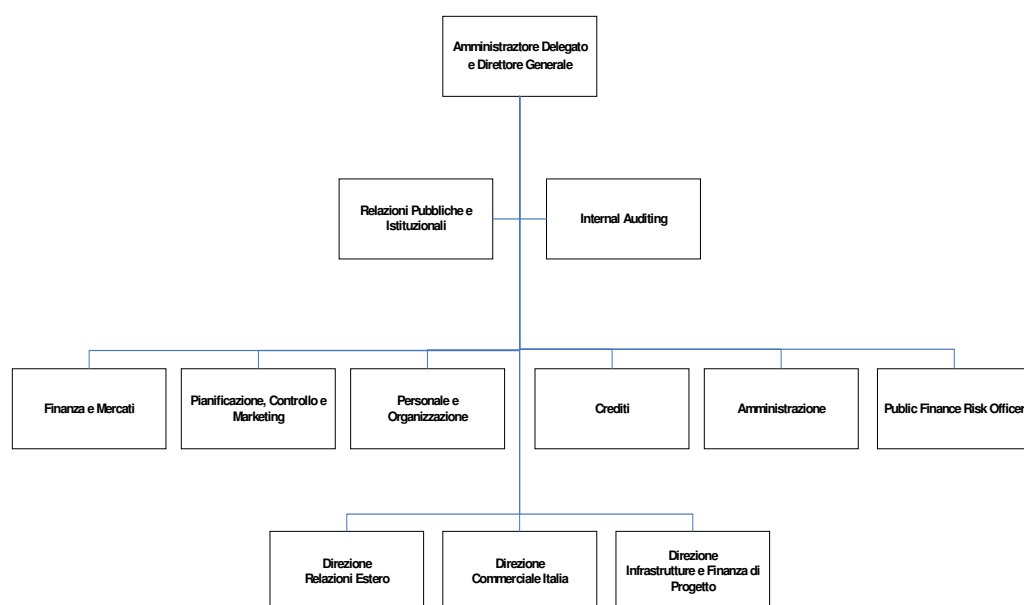 Amministraztore Delegato
e Direttore Generale
Relazioni Pubbliche e
Istituzionali
Internal Auditing
Finanza e Mercati
Pianificazione, Controllo e
Marketing
Personale e
Organizzazione
Crediti
Amministrazione
Public Finance Risk Officer
Direzione
Relazioni Estero
Direzione
Commerciale Italia
Direzione
Infrastrutture e Finanza di
Progetto